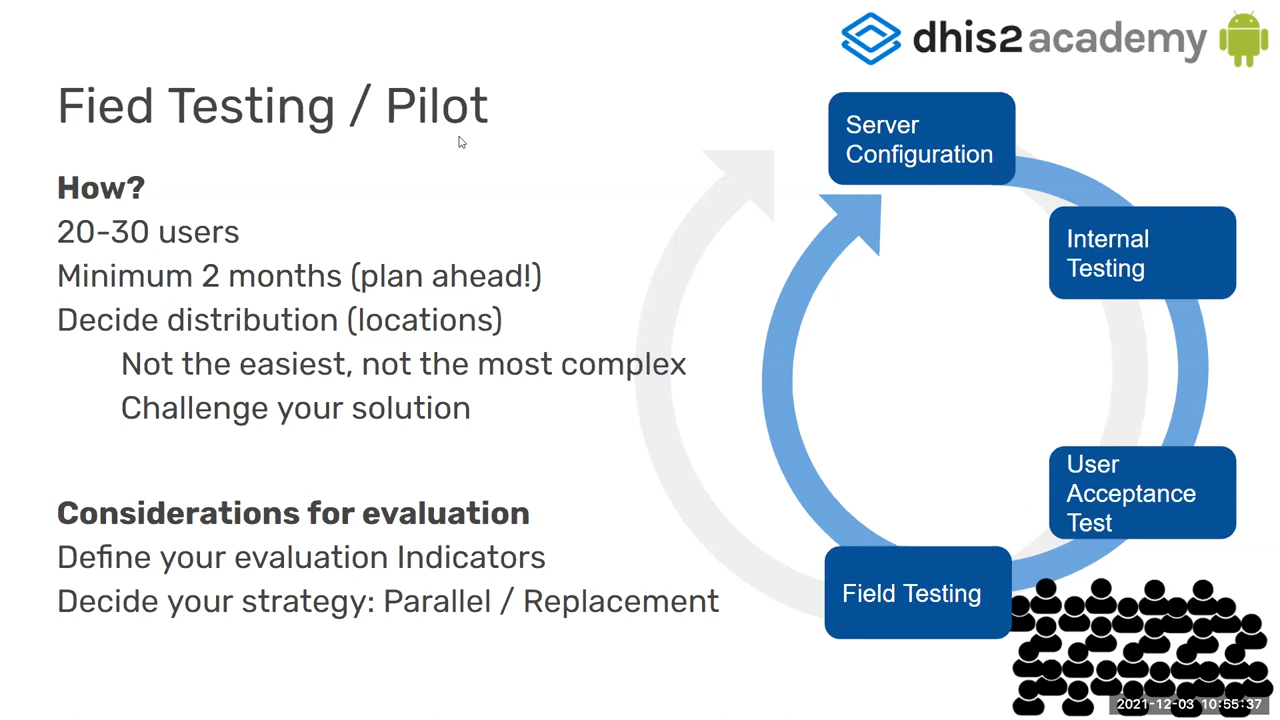 dhis2 academy
Fied Testing / Pilot
How?
20-30 users
Minimum 2 months (plan ahead!)
Decide distribution (locations)
Not the easiest, not the most complex
Challenge your solution
Considerations for evaluation
Define your evaluation Indicators
Decide your strategy: Parallel / Replacement
Server
Configuration
Internal
Testing
User
Acceptance
Test
Field Testing
2021-12-03 10:55:37